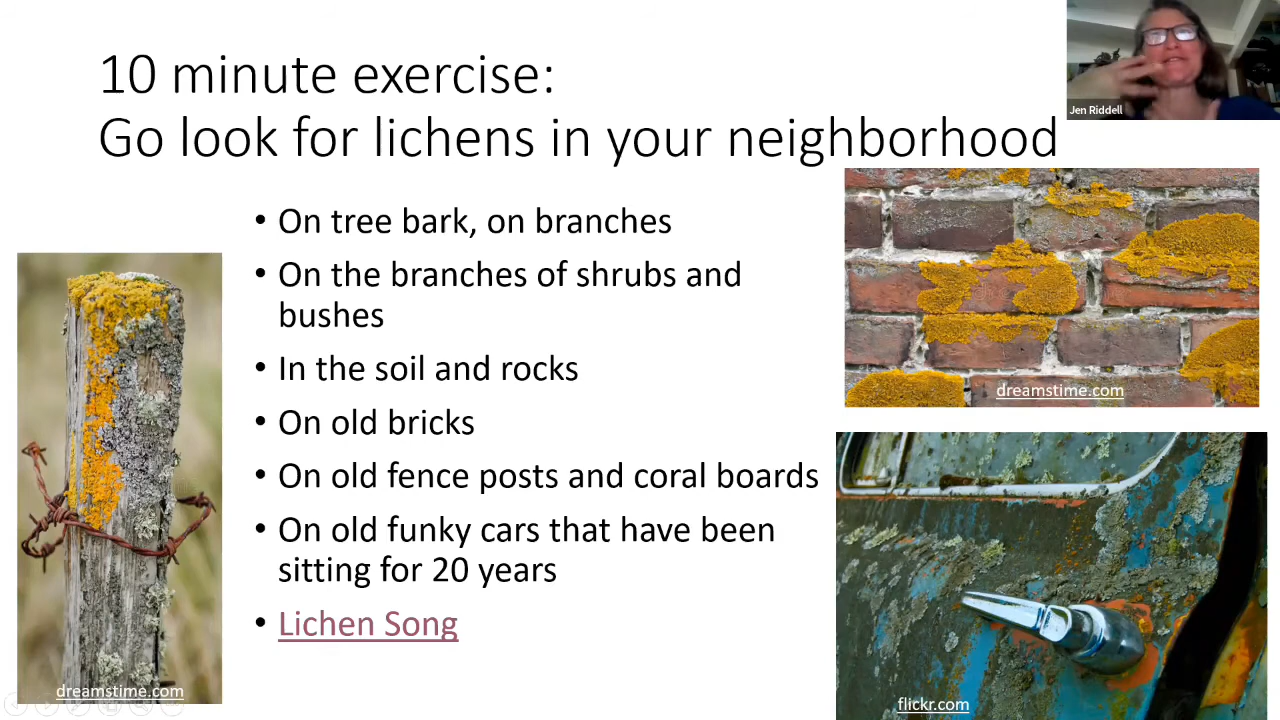 10 minute exercise:
Go look for lichens in your neighborhood
Jen Riddell
• On tree bark, on branches
• On the branches of shrubs and
bushes
• In the soil and rocks
• On old bricks
• On old fence posts and coral boards
• On old funky cars that have been
sitting for 20 years
• Lichen Song
dreamstime.com
dreamstime.com
flickr.com